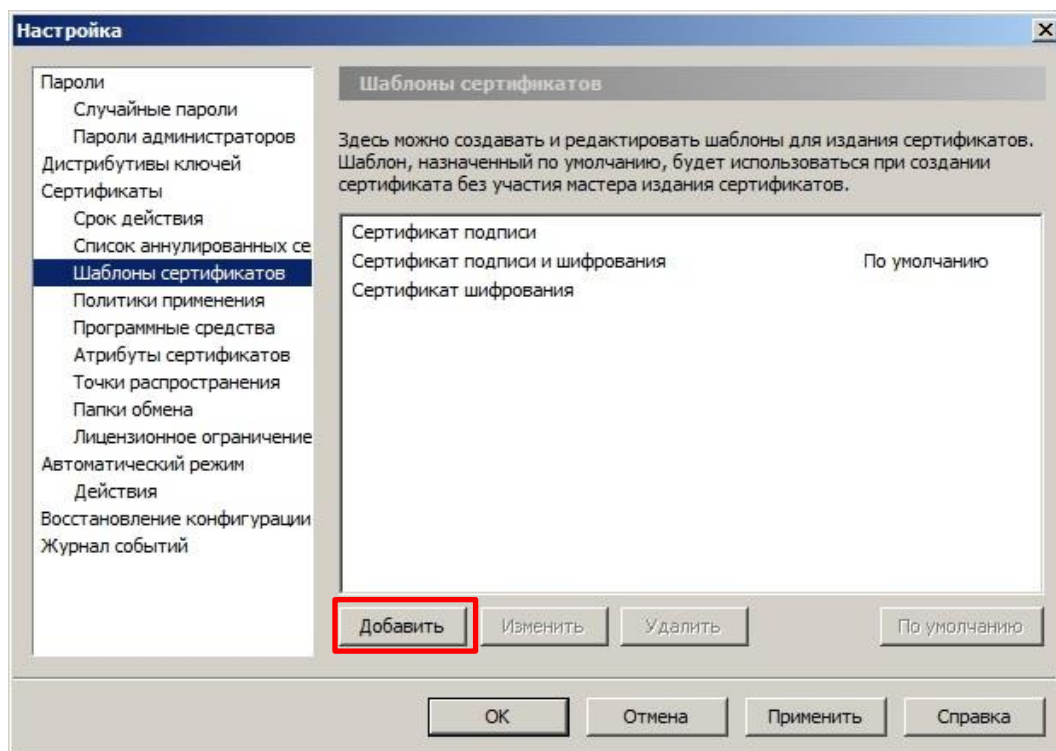 Настройка
Пароли
Случайные пароли
Пароли администраторов
Дистрибутивы ключей
Сертификаты
Срок действия
Список аннулированных се
Шаблоны сертификатов
Политики применения
Программные средства
Атрибуты сертификатов
Точки распространения
Папки обмена
Лицензионное ограничение
Автоматический режим
Действия
Восстановление конфигурации
Журнал событий
Шаблоны сертификатов
Здесь можно создавать и редактировать шаблоны для издания сертификатов.
Шаблон, назначенный по умолчанию, будет использоваться при создании
сертификата без участия мастера издания сертификатов.
Сертификат подписи
Сертификат подписи и шифрования По умолчанию
Сертификат шифрования
Добавить Изменить Удалить По умолчанию
OK Отмена Применить Справка